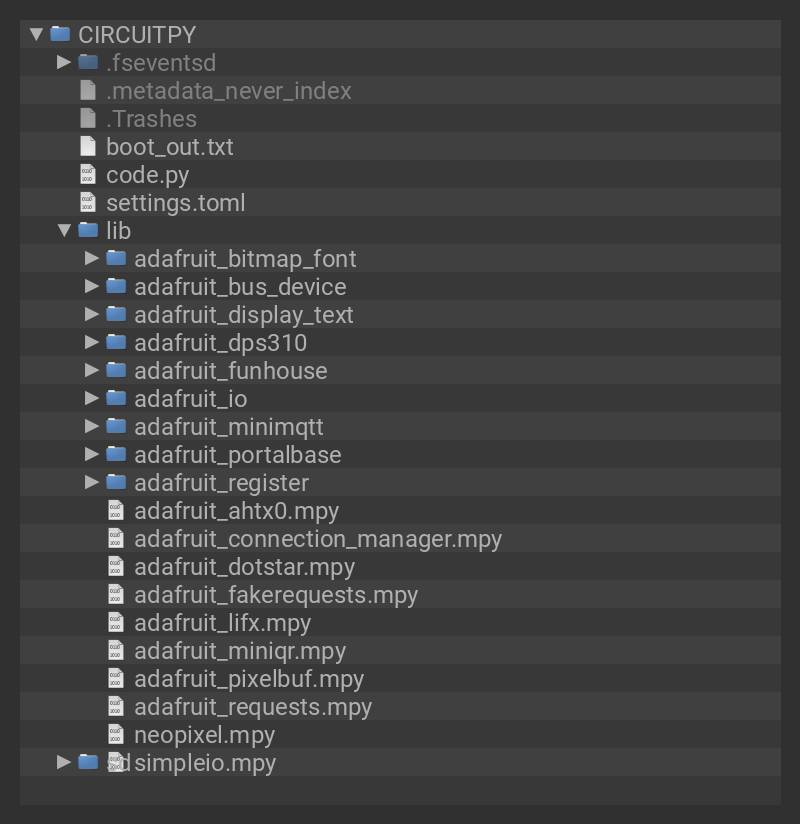 CIRCUITPY
.fseventsd
.metadata_never_index
.Trashes
boot_out.txt
code.py
settings.toml
lib
adafruit_bitmap_font
adafruit_bus_device
adafruit_display_text
adafruit_dps310
adafruit_funhouse
adafruit_io
adafruit_minimqtt
adafruit_portalbase
adafruit_register
adafruit_ahtx0.mpy
adafruit_connection_manager.mpy
adafruit_dotstar.mpy
adafruit_fakerequests.mpy
adafruit_lifx.mpy
adafruit_miniqr.mpy
adafruit_pixelbuf.mpy
adafruit_requests.mpy
neopixel.mpy
sd simpleio.mpy